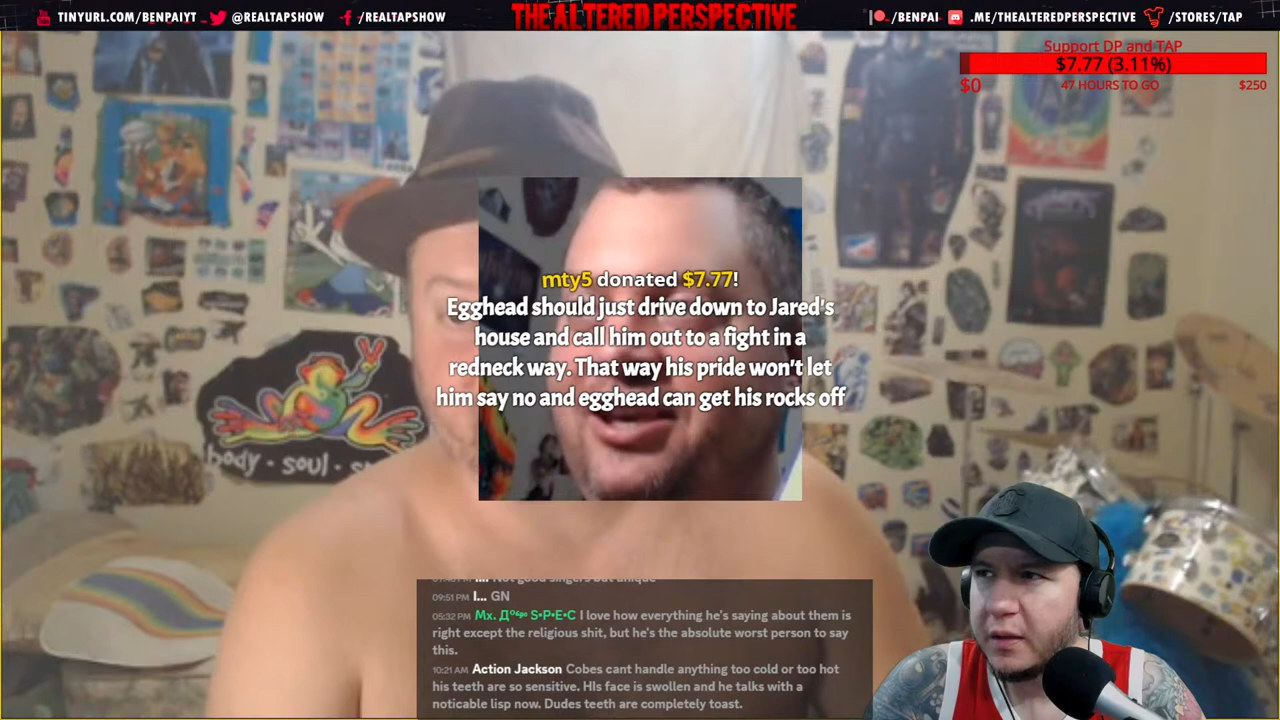 TINYURL.COM/BENPAIYT @REALTAPSHOW /REALTAPSHOW THE ALTERED PERSPECTIVE /BENPAI .ME/THEALTEREDPERSPECTIVE /STORES/TAP
Support DP and TAP
$7.77 (3.11%)
$0 47 HOURS TO GO $250
mty5 donated $7.77!
Egghead should just drive down to Jared's
house and call him out to a fight in a
redneck way. That way his pride won't let
him say no and egghead can get his rocks off
body · soul ·
Not good singers but unique
09:51 PM I... GN
05:32 PM Mx. S•P•E•C I love how everything he's saying about them is
right except the religious shit, but he's the absolute worst person to say
this.
10:21 AM Action Jackson Cobes cant handle anything too cold or too hot
his teeth are so sensitive. HIs face is swollen and he talks with a
noticable lisp now. Dudes teeth are completely toast.